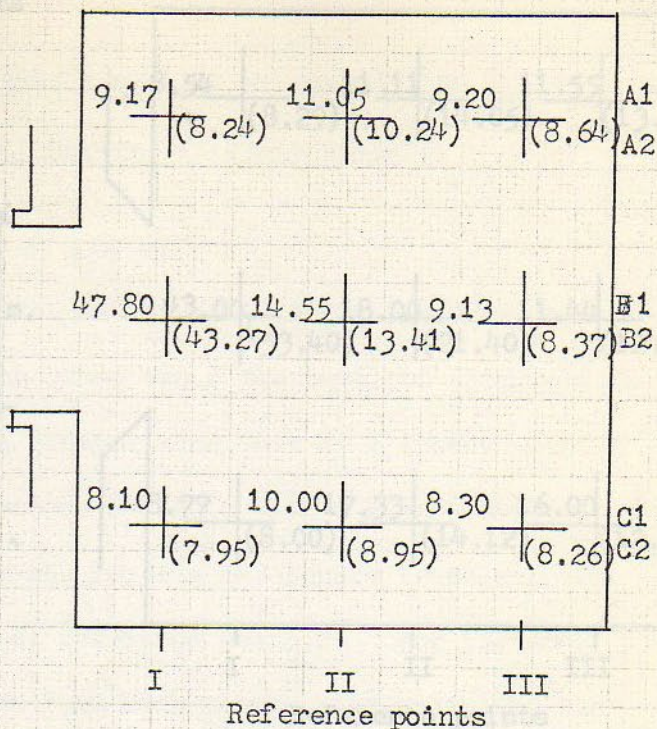 9.17 11.05 9.20 A1
(8.24) (10.24) (8.64) A2
47.80 14.55 9.13 B1
(43.27) (13.41) (8.37) B2
8.10 10.00 8.30 C1
(7.95) (8.95) (8.26) C2
I II III
Reference points